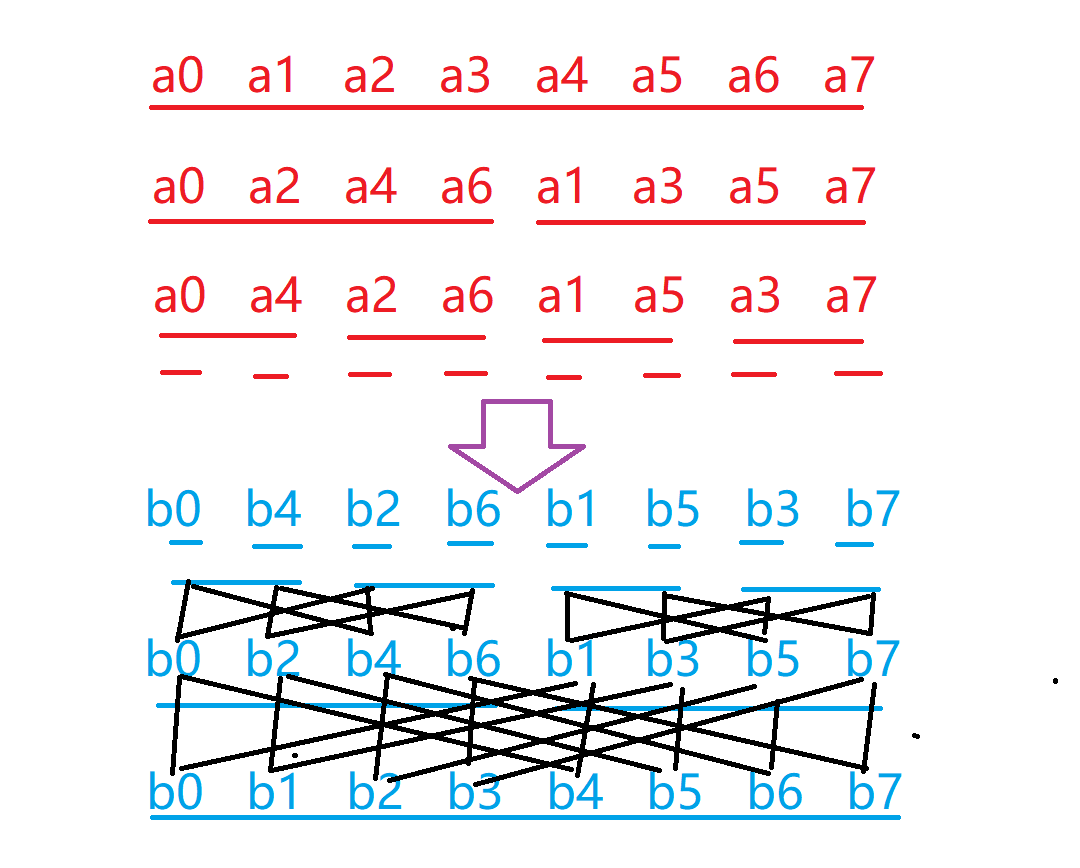 a0 a1 a2 a3 a4 a5 a6 a7
a0 a2 a4 a6 a1 a3 a5 a7
a0 a4 a2 a6 a1 a5 a3 a7
b0 b4 b2 b6 b1 b5 b3 b7
b0 b2 b4 b6 b1 b3 b5 b7
b0 b1 b2 b3 b4 b5 b6 b7